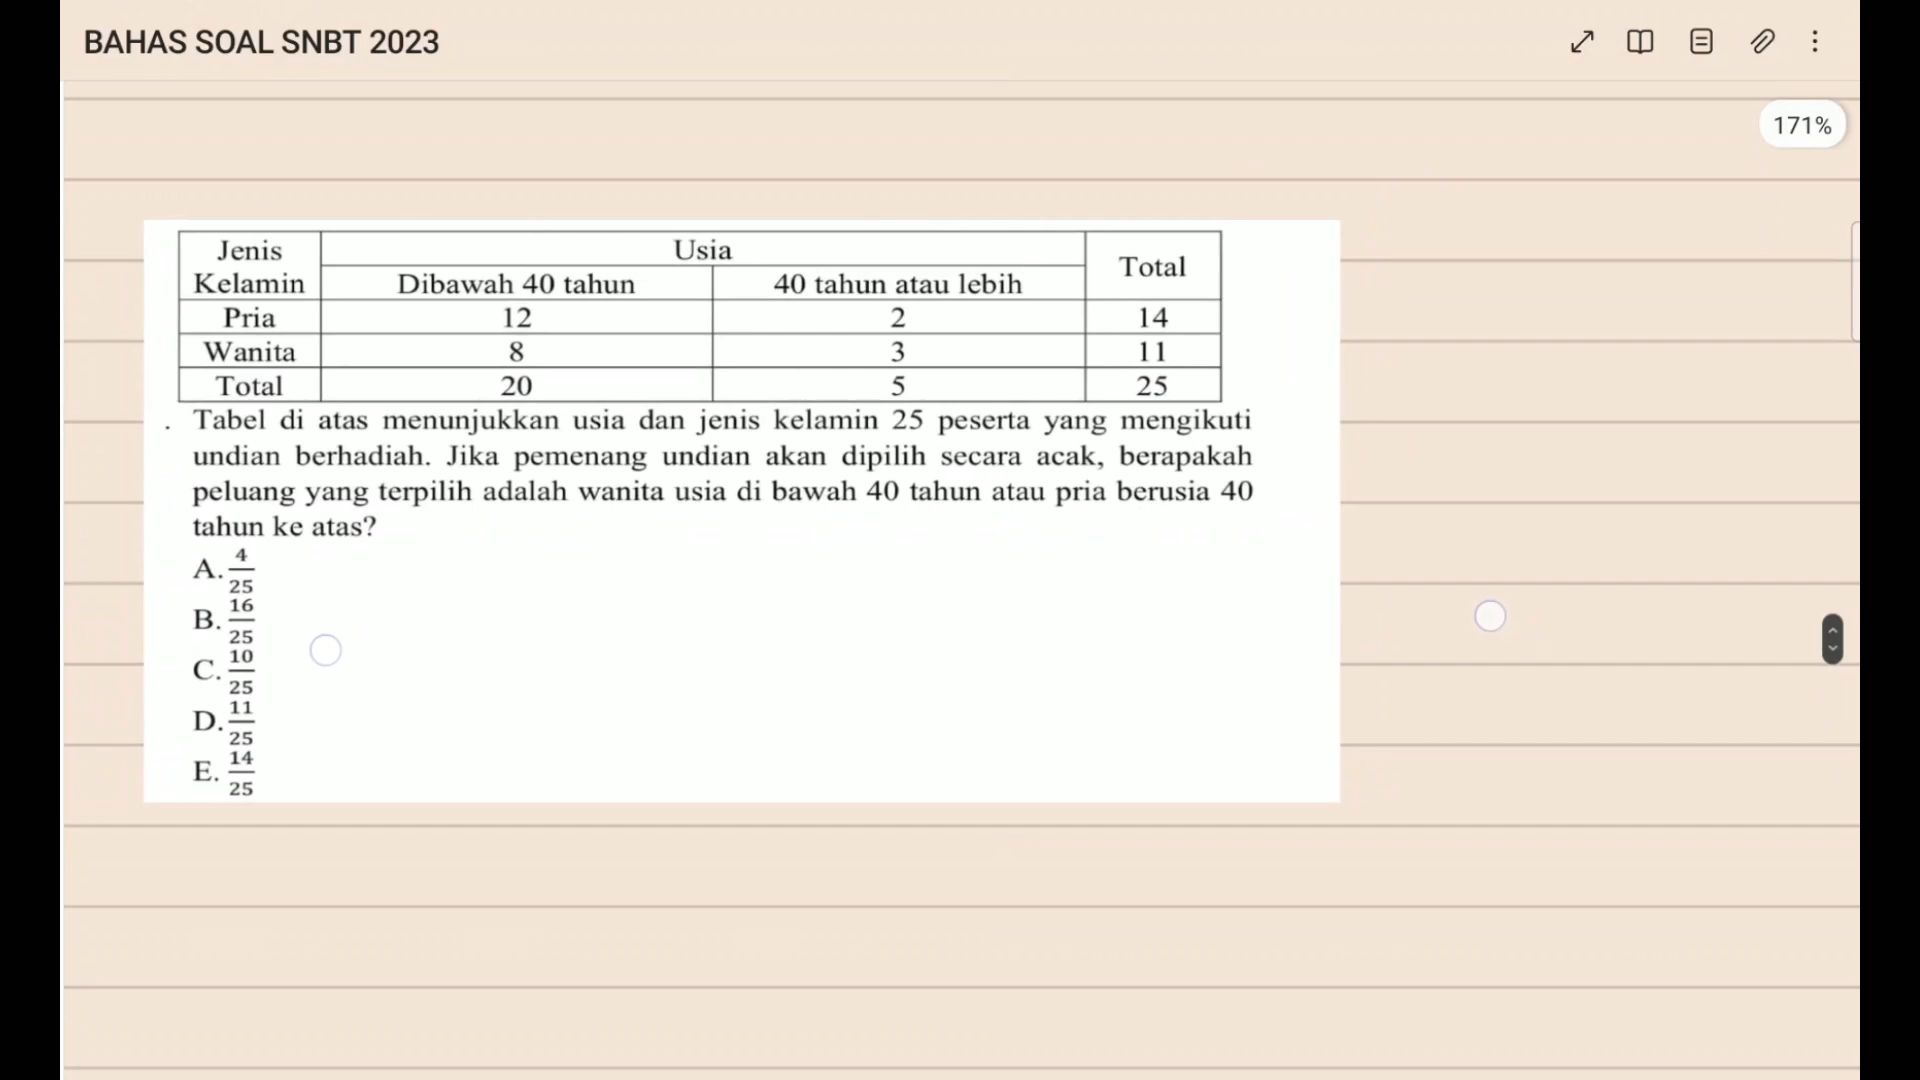 BAHAS SOAL SNBT 2023
171%
Jenis Kelamin Usia Total
Dibawah 40 tahun 40 tahun atau lebih
Pria 12 2 14
Wanita 8 3 11
Total 20 5 25
. Tabel di atas menunjukkan usia dan jenis kelamin 25 peserta yang mengikuti
undian berhadiah. Jika pemenang undian akan dipilih secara acak, berapakah
peluang yang terpilih adalah wanita usia di bawah 40 tahun atau pria berusia 40
tahun ke atas?
A. 4/25
B. 16/25
C. 10/25
D. 11/25
E. 14/25